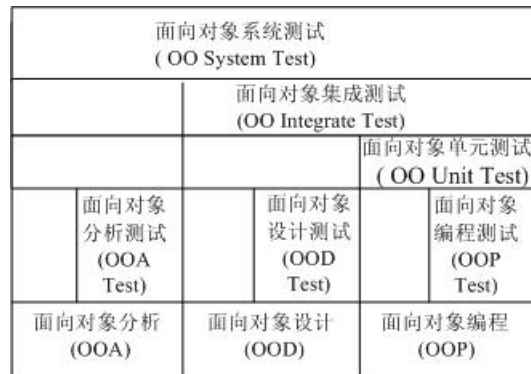 面向对象系统测试
( OO System Test)
面向对象集成测试
(OO Integrate Test)
面向对象单元测试
( OO Unit Test)
面向对象
分析测试
(OOA
Test)
面向对象
设计测试
(OOD
Test)
面向对象
编程测试
(OOP
Test)
面向对象分析
(OOA)
面向对象设计
(OOD)
面向对象编程
(OOP)